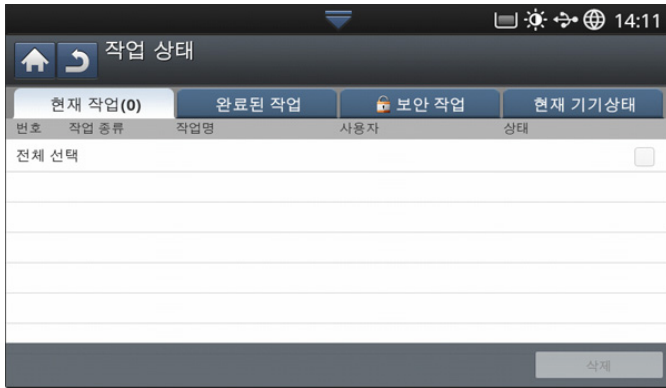 14:11
작업 상태
현재 작업(0) 완료된 작업 보안 작업 현재 기기상태
번호 작업 종류 작업명 사용자 상태
전체 선택
삭제